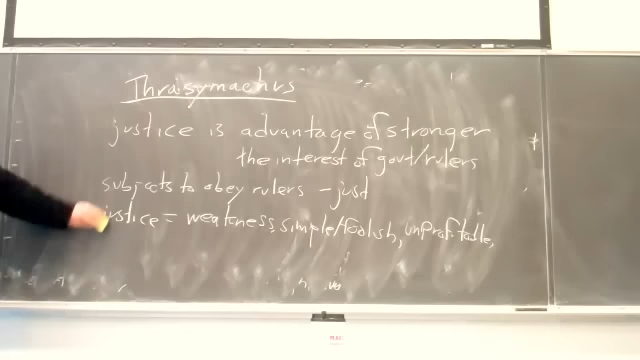 Thrasymachus
justice is advantage of stronger
the interest of govt/rulers
subjects to obey rulers - just
justice = weakness, simple/foolish, unprofitable,